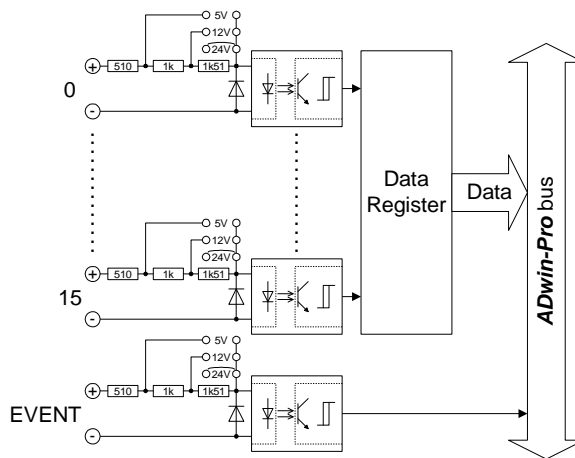 5V
12V
24V
+ 510 1k 1k51
0
-
5V
12V
24V
+ 510 1k 1k51
15
-
Data
Register
Data
ADwin-Pro bus
5V
12V
24V
+ 510 1k 1k51
EVENT
-